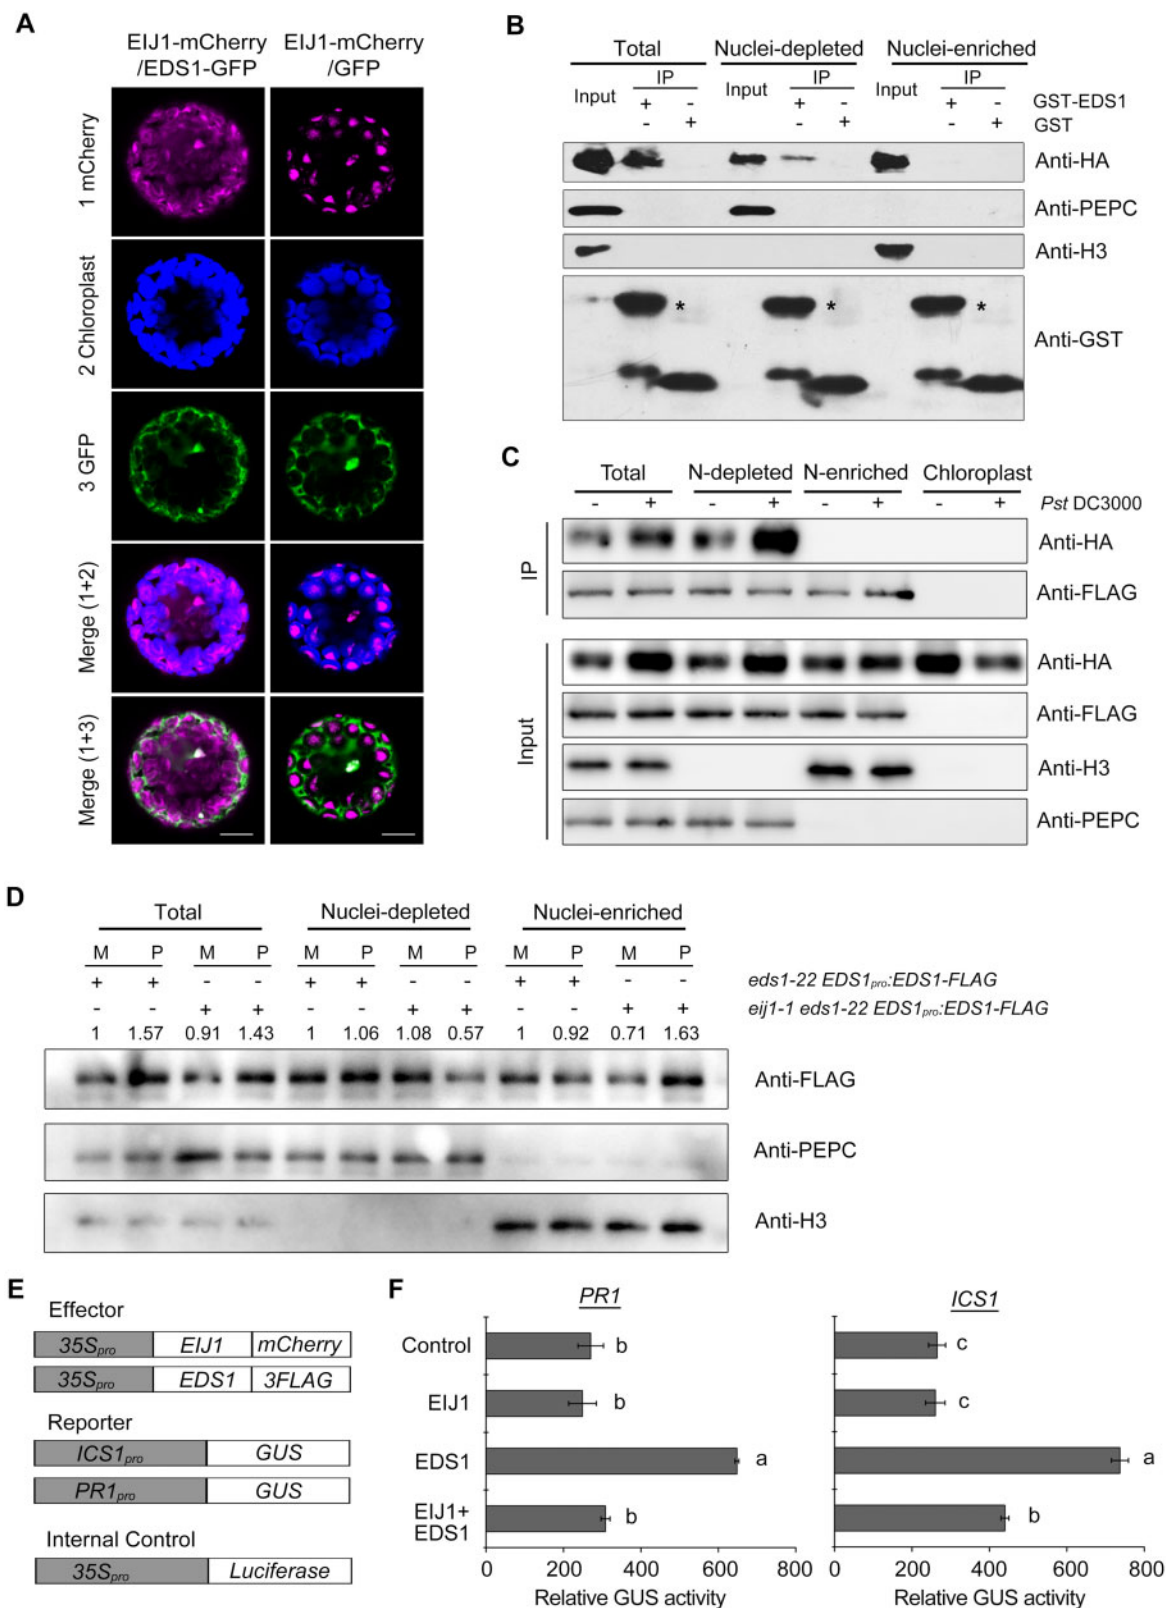 A
EIJ1-mCherry
/EDS1-GFP
EIJ1-mCherry
/GFP
1 mCherry
2 Chloroplast
3 GFP
Merge (1+2)
Merge (1+3)
B
Total Nuclei-depleted Nuclei-enriched
Input IP Input IP Input IP
+ - + - + - GST-EDS1
- + - + - + GST
Anti-HA
Anti-PEPC
Anti-H3
* * *
Anti-GST
C
Total N-depleted N-enriched Chloroplast
- + - + - + - + Pst DC3000
IP
Anti-HA
Anti-FLAG
Input
Anti-HA
Anti-FLAG
Anti-H3
Anti-PEPC
D
Total Nuclei-depleted Nuclei-enriched
M P M P M P M P M P M P
+ + - - + + - - + + - - eds1-22 EDS1pro:EDS1-FLAG
- - + + - - + + - - + + eij1-1 eds1-22 EDS1pro:EDS1-FLAG
1 1.57 0.91 1.43 1 1.06 1.08 0.57 1 0.92 0.71 1.63
Anti-FLAG
Anti-PEPC
Anti-H3
E
Effector
35Spro EIJ1 mCherry
35Spro EDS1 3FLAG
Reporter
ICS1pro GUS
PR1pro GUS
Internal Control
35Spro Luciferase
F
PR1
Control b
EIJ1 b
EDS1 a
EIJ1+
EDS1 b
0 200 400 600 800
Relative GUS activity
ICS1
c
c
a
b
0 200 400 600 800
Relative GUS activity